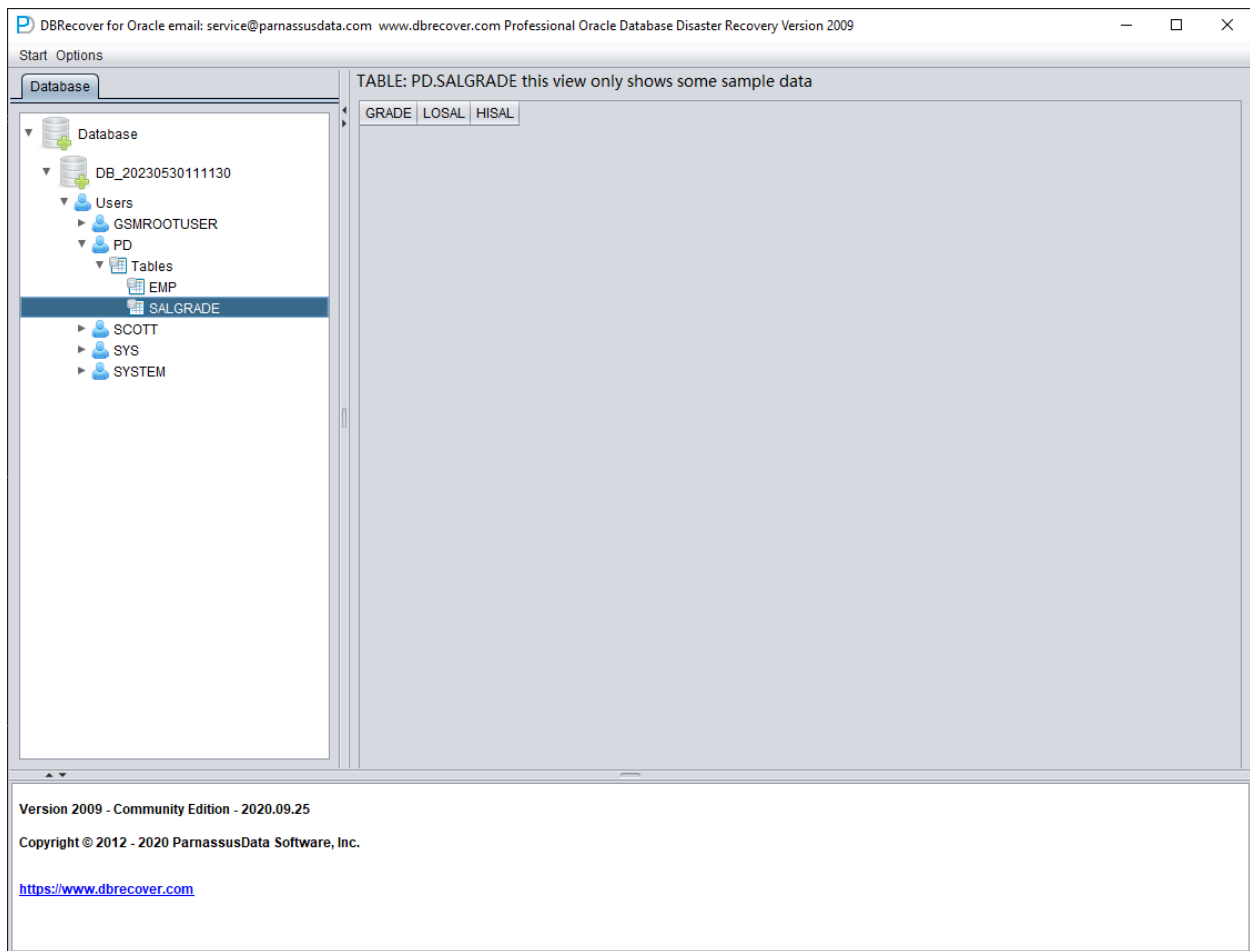 DBRecover for Oracle email: service@parnassusdata.com www.dbrecover.com Professional Oracle Database Disaster Recovery Version 2009
Start Options
Database
Database
DB_20230530111130
Users
GSMROOTUSER
PD
Tables
EMP
SALGRADE
SCOTT
SYS
SYSTEM
TABLE: PD.SALGRADE this view only shows some sample data
GRADE LOSAL HISAL
Version 2009 - Community Edition - 2020.09.25
Copyright © 2012 - 2020 ParnassusData Software, Inc.
https://www.dbrecover.com